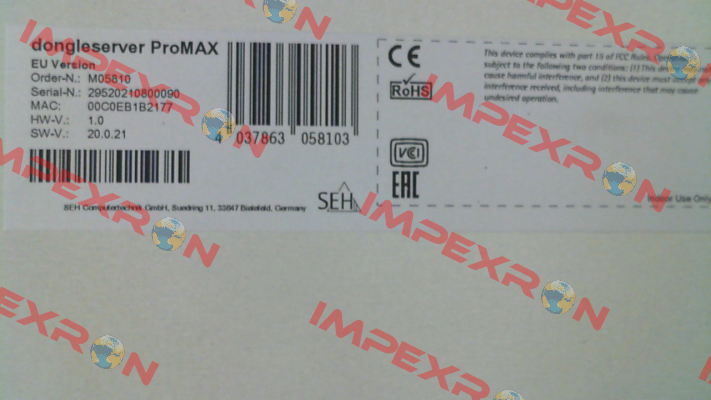 dongleserver ProMAX
EU Version
Order-N.: M05810
Serial-N.: 29520210800090
MAC: 00C0EB1B2177
HW-V.: 1.0
SW-V.: 20.0.21
4 037863 058103
SEH Computertechnik GmbH, Suedring 11, 33647 Bielefeld, Germany
SEH
CE
RoHS
VCCI
EAC
This device complies with part 15 of FCC Rules.
subject to the following two conditions: (1) This
cause harmful interference, and (2) this device must
interference received, including interference that may cause
undesired operation.
Indoor Use Only
IMPEXRON
IMPEXRON
IMPEXRON
IMPEXRON
IMPEXRON
IMPEXRON